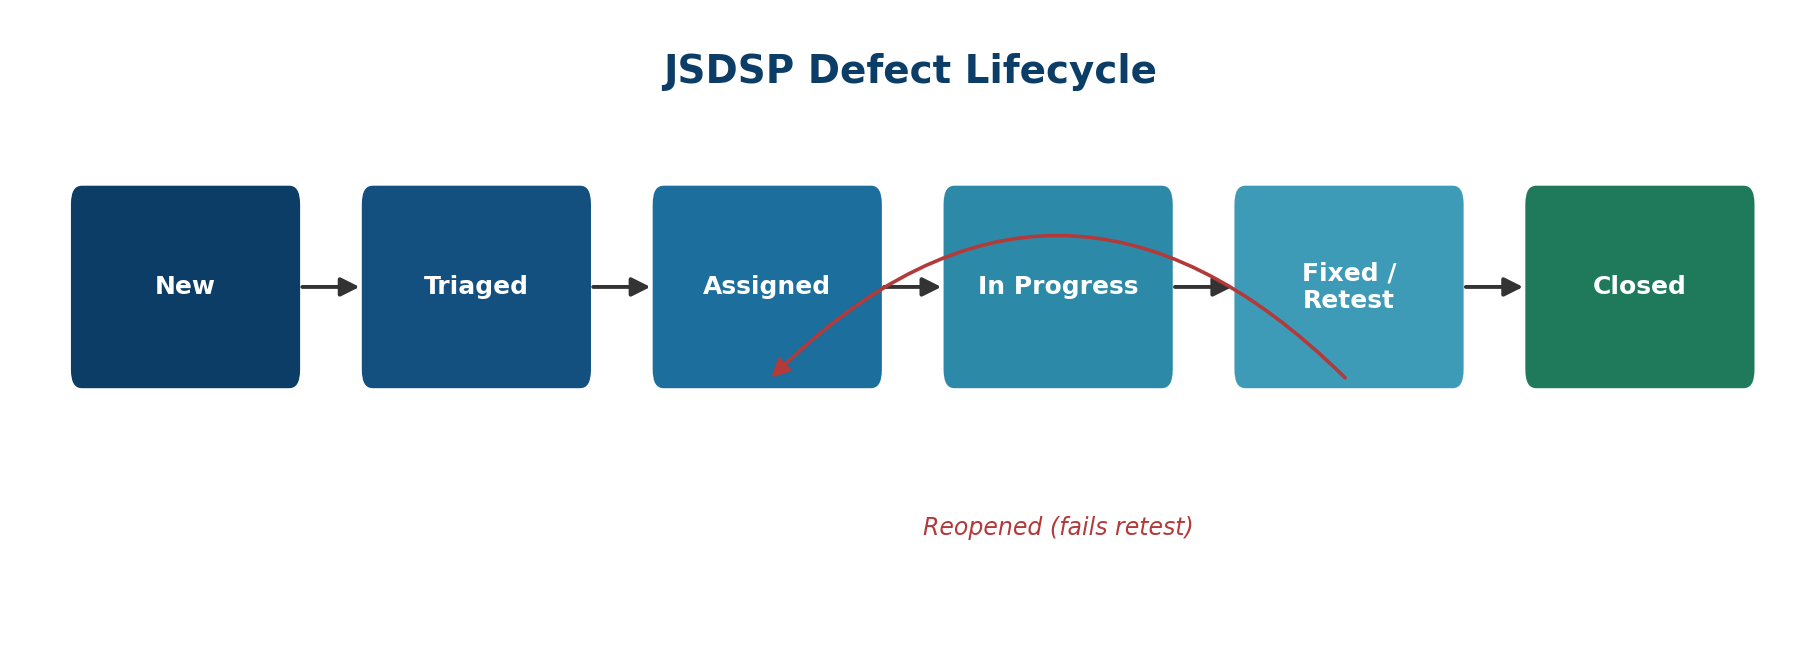 JSDSP Defect Lifecycle
New
Triaged
Assigned
In Progress
Fixed /
Retest
Closed
Reopened (fails retest)